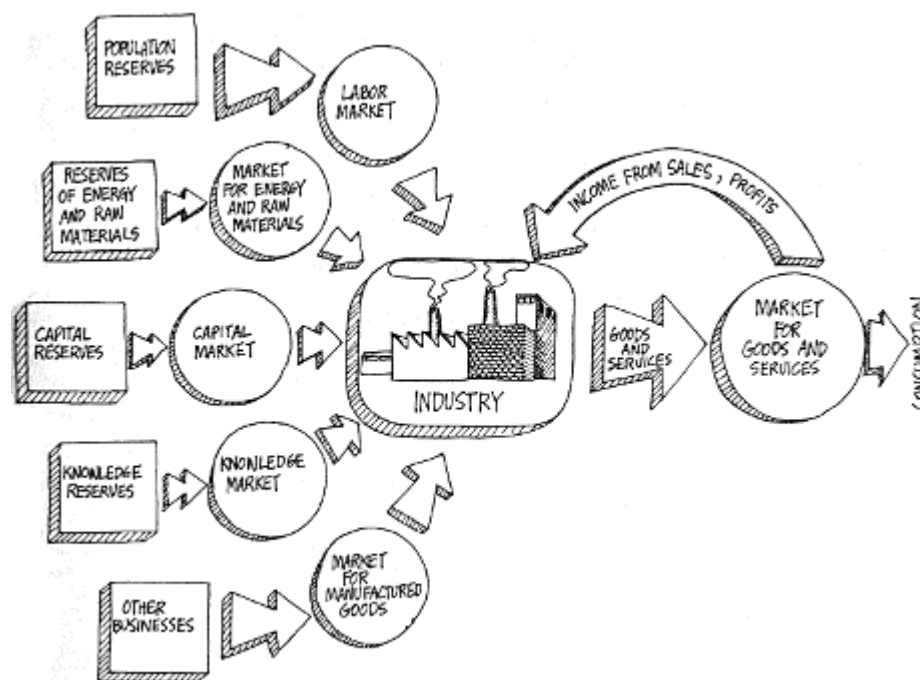 POPULATION
RESERVES
LABOR
MARKET
RESERVES
OF ENERGY
AND RAW
MATERIALS
MARKET
FOR ENERGY
AND RAW
MATERIALS
INCOME FROM SALES, PROFITS
CAPITAL
RESERVES
CAPITAL
MARKET
INDUSTRY
GOODS
AND
SERVICES
MARKET
FOR
GOODS AND
SERVICES
CONSUMPTION
KNOWLEDGE
RESERVES
KNOWLEDGE
MARKET
OTHER
BUSINESSES
MARKET
FOR
MANUFACTURED
GOODS